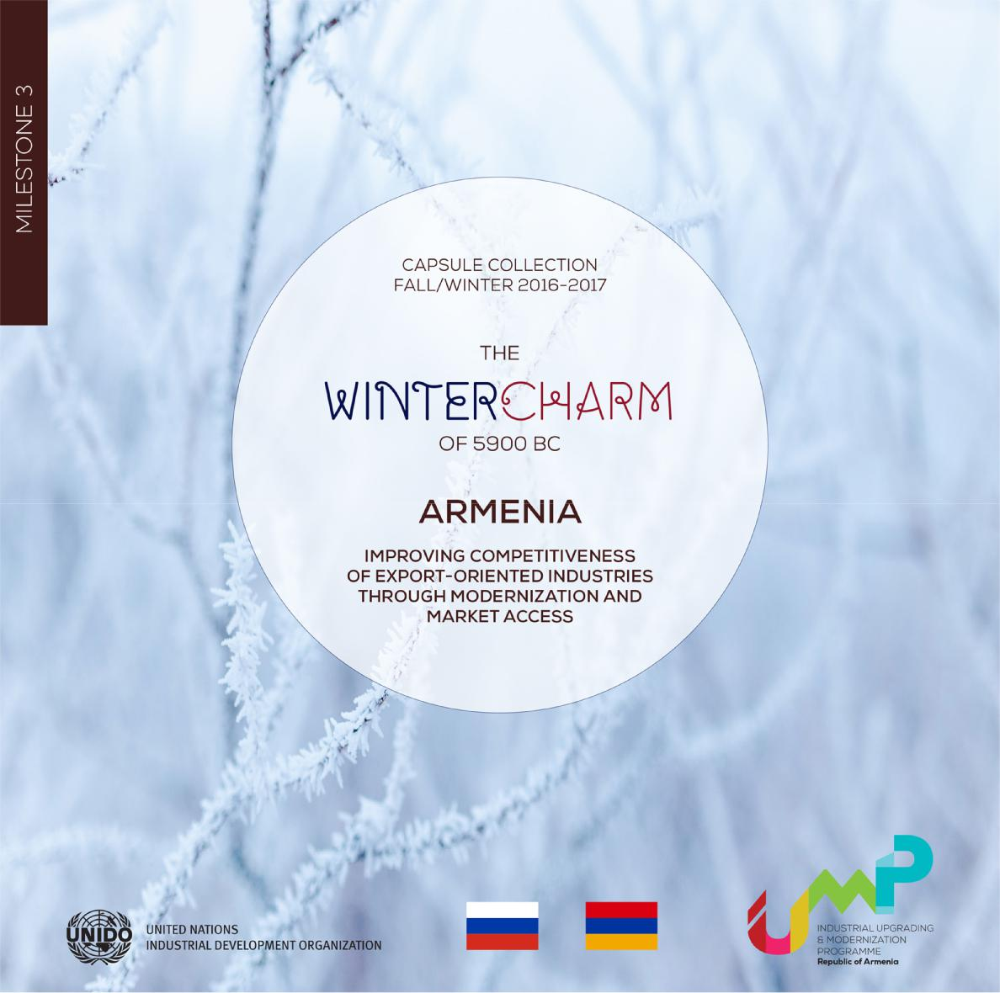 MILESTONE 3
CAPSULE COLLECTION
FALL/WINTER 2016-2017
THE
WINTERCHARM
OF 5900 BC
ARMENIA
IMPROVING COMPETITIVENESS
OF EXPORT-ORIENTED INDUSTRIES
THROUGH MODERNIZATION AND
MARKET ACCESS
UNIDO
UNITED NATIONS
INDUSTRIAL DEVELOPMENT ORGANIZATION
UMP
INDUSTRIAL UPGRADING
& MODERNIZATION
PROGRAMME
Republic of Armenia